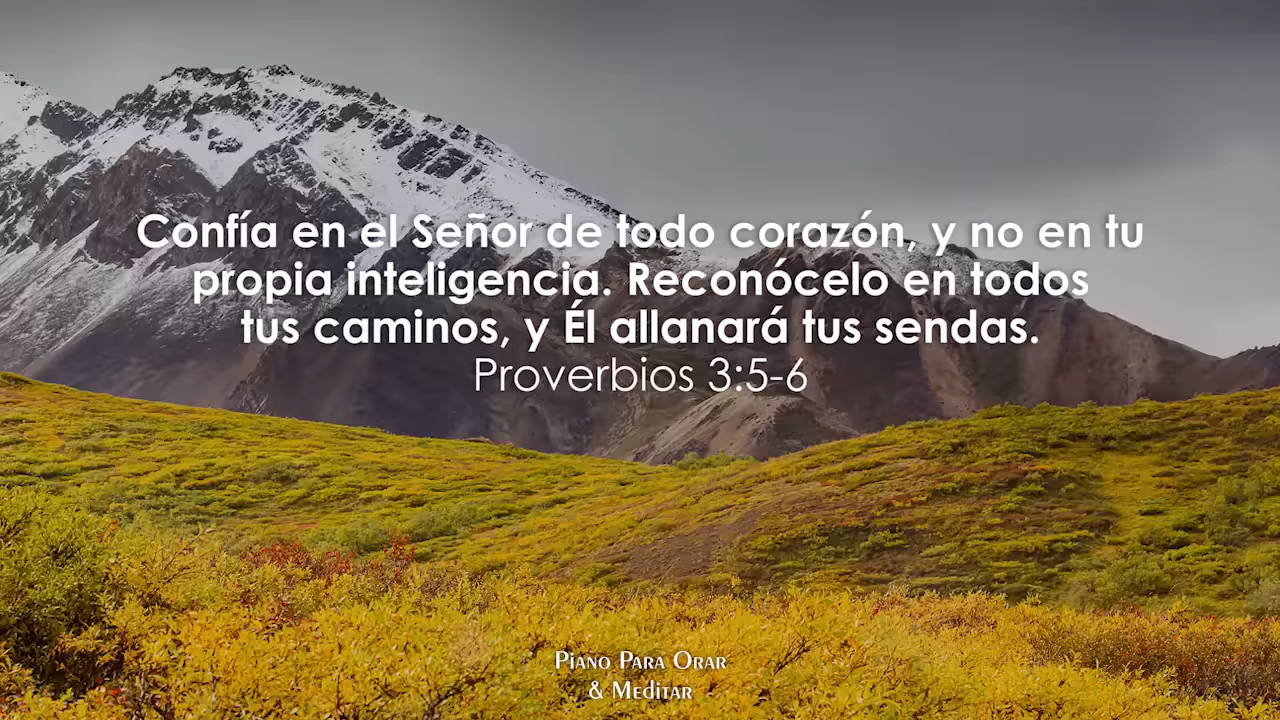 Confía en el Señor de todo corazón, y no en tu
propia inteligencia. Reconócelo en todos
tus caminos, y Él allanará tus sendas.
Proverbios 3:5-6
Piano Para Orar
& Meditar